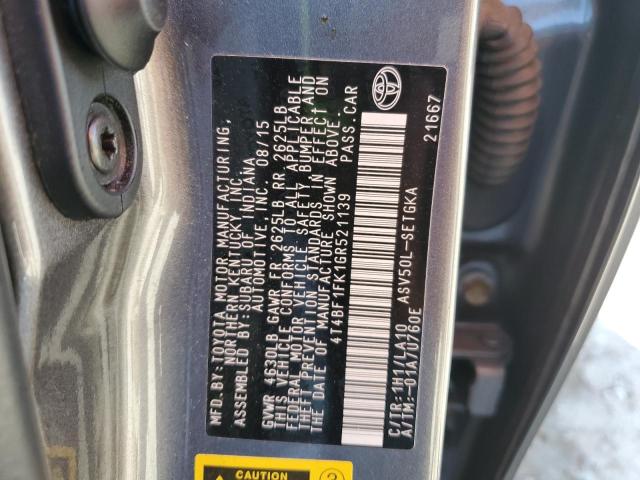 MFD.BY:TOYOTA MOTOR MANUFACTURING,
NORTHERN KENTUCKY INC.
ASSEMBLED BY:SUBARU OF INDIANA
AUTOMOTIVE INC. 08/15
GVWR 4630LB GAWR FR 2625LB RR 2625LB
THIS VEHICLE CONFORMS TO ALL APPLICABLE
FEDERAL MOTOR VEHICLE SAFETY, BUMPER AND
THEFT PREVENTION STANDARDS IN EFFECT ON
THE DATE OF MANUFACTURE SHOWN ABOVE.
4T4BF1FK1GR521139 PASS CAR
ASV50L-SETGKA
C/TR:1H1/LA10
A/TM:-01A/U760E
21667
CAUTION